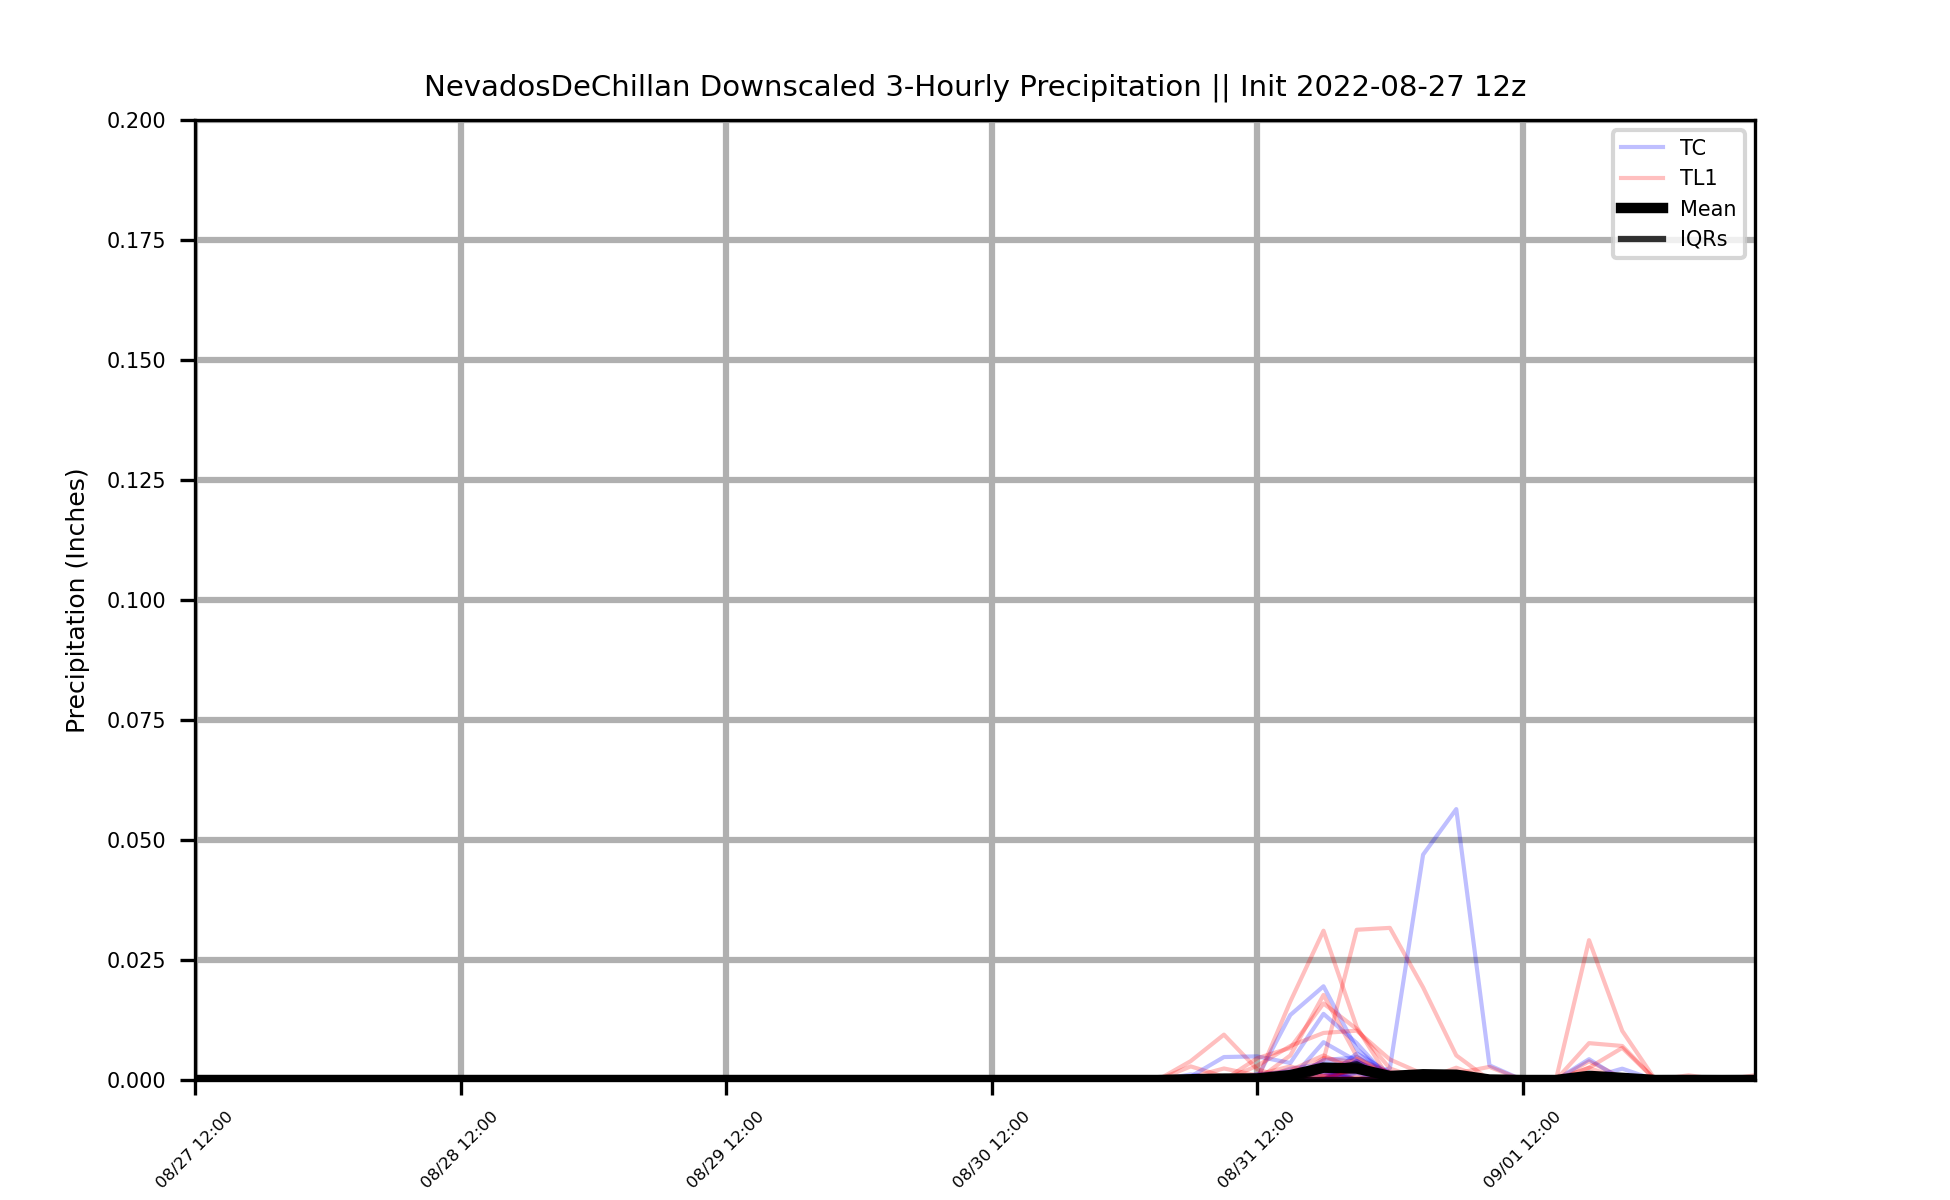 NevadosDeChillan Downscaled 3-Hourly Precipitation || Init 2022-08-27 12z
TC
TL1
Mean
IQRs
Precipitation (Inches)
0.200
0.175
0.150
0.125
0.100
0.075
0.050
0.025
0.000
08/27 12:00
08/28 12:00
08/29 12:00
08/30 12:00
08/31 12:00
09/01 12:00